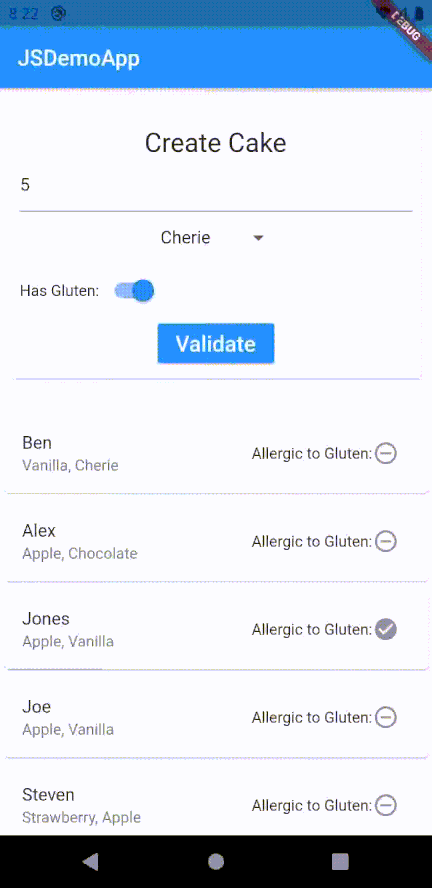 8:22
DEBUG
JSDemoApp
Create Cake
5
Cherie
Has Gluten:
Validate
Ben
Vanilla, Cherie
Allergic to Gluten:
Alex
Apple, Chocolate
Allergic to Gluten:
Jones
Apple, Vanilla
Allergic to Gluten:
Joe
Apple, Vanilla
Allergic to Gluten:
Steven
Strawberry, Apple
Allergic to Gluten: